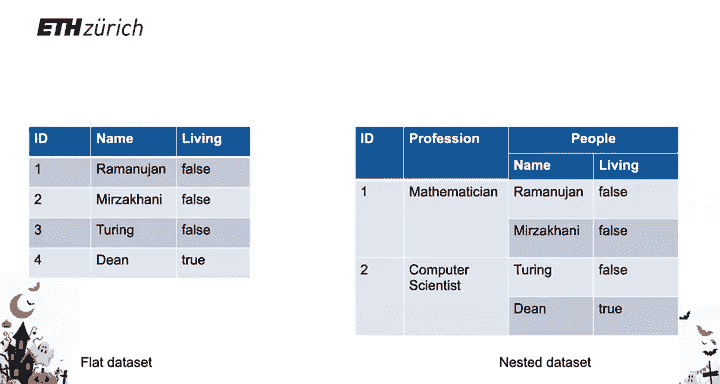 ETH zürich
ID Name Living
1 Ramanujan false
2 Mirzakhani false
3 Turing false
4 Dean true
Flat dataset
ID Profession People
Name Living
1 Mathematician Ramanujan false
Mirzakhani false
2 Computer Turing false
Scientist
Dean true
Nested dataset